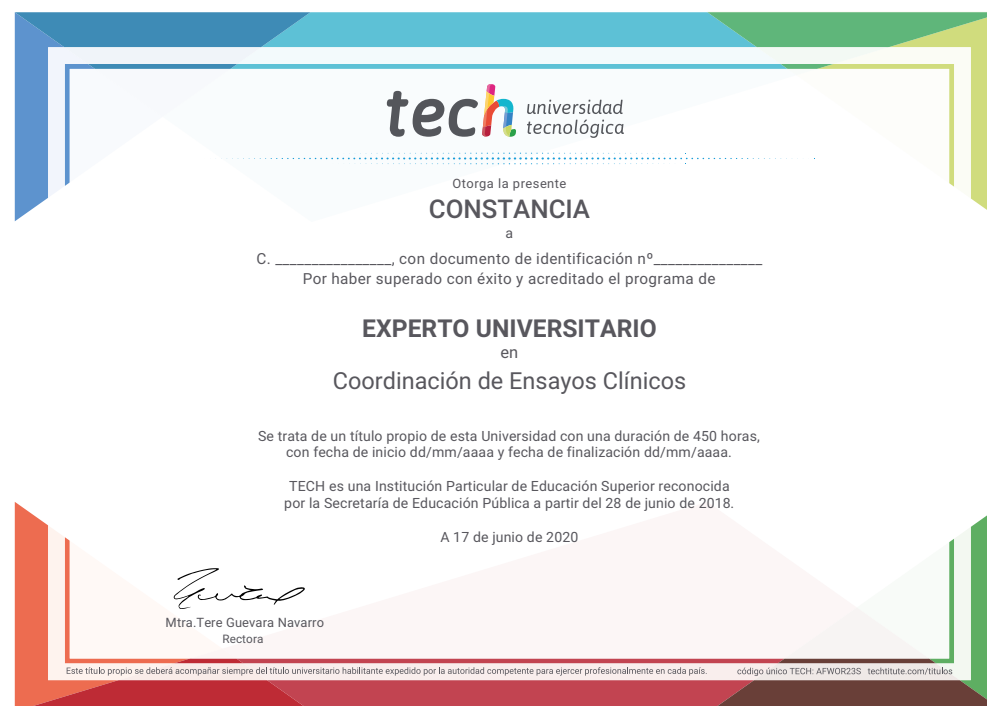 tech universidad
tecnológica
Otorga la presente
CONSTANCIA
a
C. ________________, con documento de identificación nº_______________
Por haber superado con éxito y acreditado el programa de
EXPERTO UNIVERSITARIO
en
Coordinación de Ensayos Clínicos
Se trata de un título propio de esta Universidad con una duración de 450 horas,
con fecha de inicio dd/mm/aaaa y fecha de finalización dd/mm/aaaa.
TECH es una Institución Particular de Educación Superior reconocida
por la Secretaría de Educación Pública a partir del 28 de junio de 2018.
A 17 de junio de 2020
Mtra.Tere Guevara Navarro
Rectora
Este título propio se deberá acompañar siempre del título universitario habilitante expedido por la autoridad competente para ejercer profesionalmente en cada país. código único TECH: AFWOR23S techtitute.com/titulos